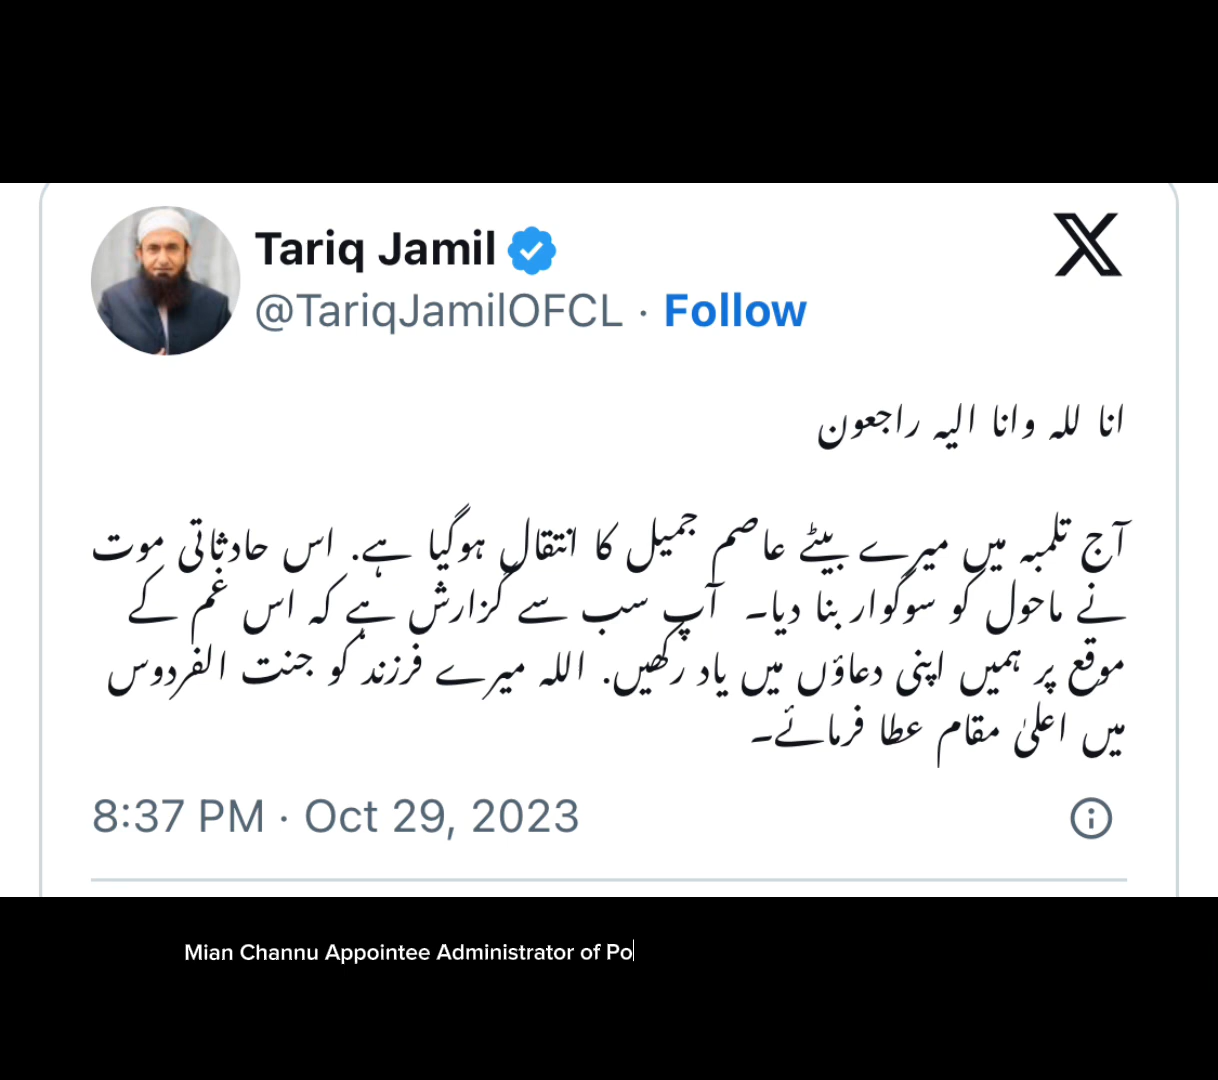 Tariq Jamil
@TariqJamilOFCL · Follow
انا للہ وانا الیہ راجعون
آج تلمبہ میں میرے بیٹے عاصم جمیل کا انتقال ہوگیا ہے. اس حادثاتی موت
نے ماحول کو سوگوار بنا دیا۔ آپ سب سے گزارش ہے کہ اس غم کے
موقع پر ہمیں اپنی دعاؤں میں یاد رکھیں. اللہ میرے فرزند کو جنت الفردوس
میں اعلیٰ مقام عطا فرمائے۔
8:37 PM · Oct 29, 2023
Mian Channu Appointee Administrator of Po